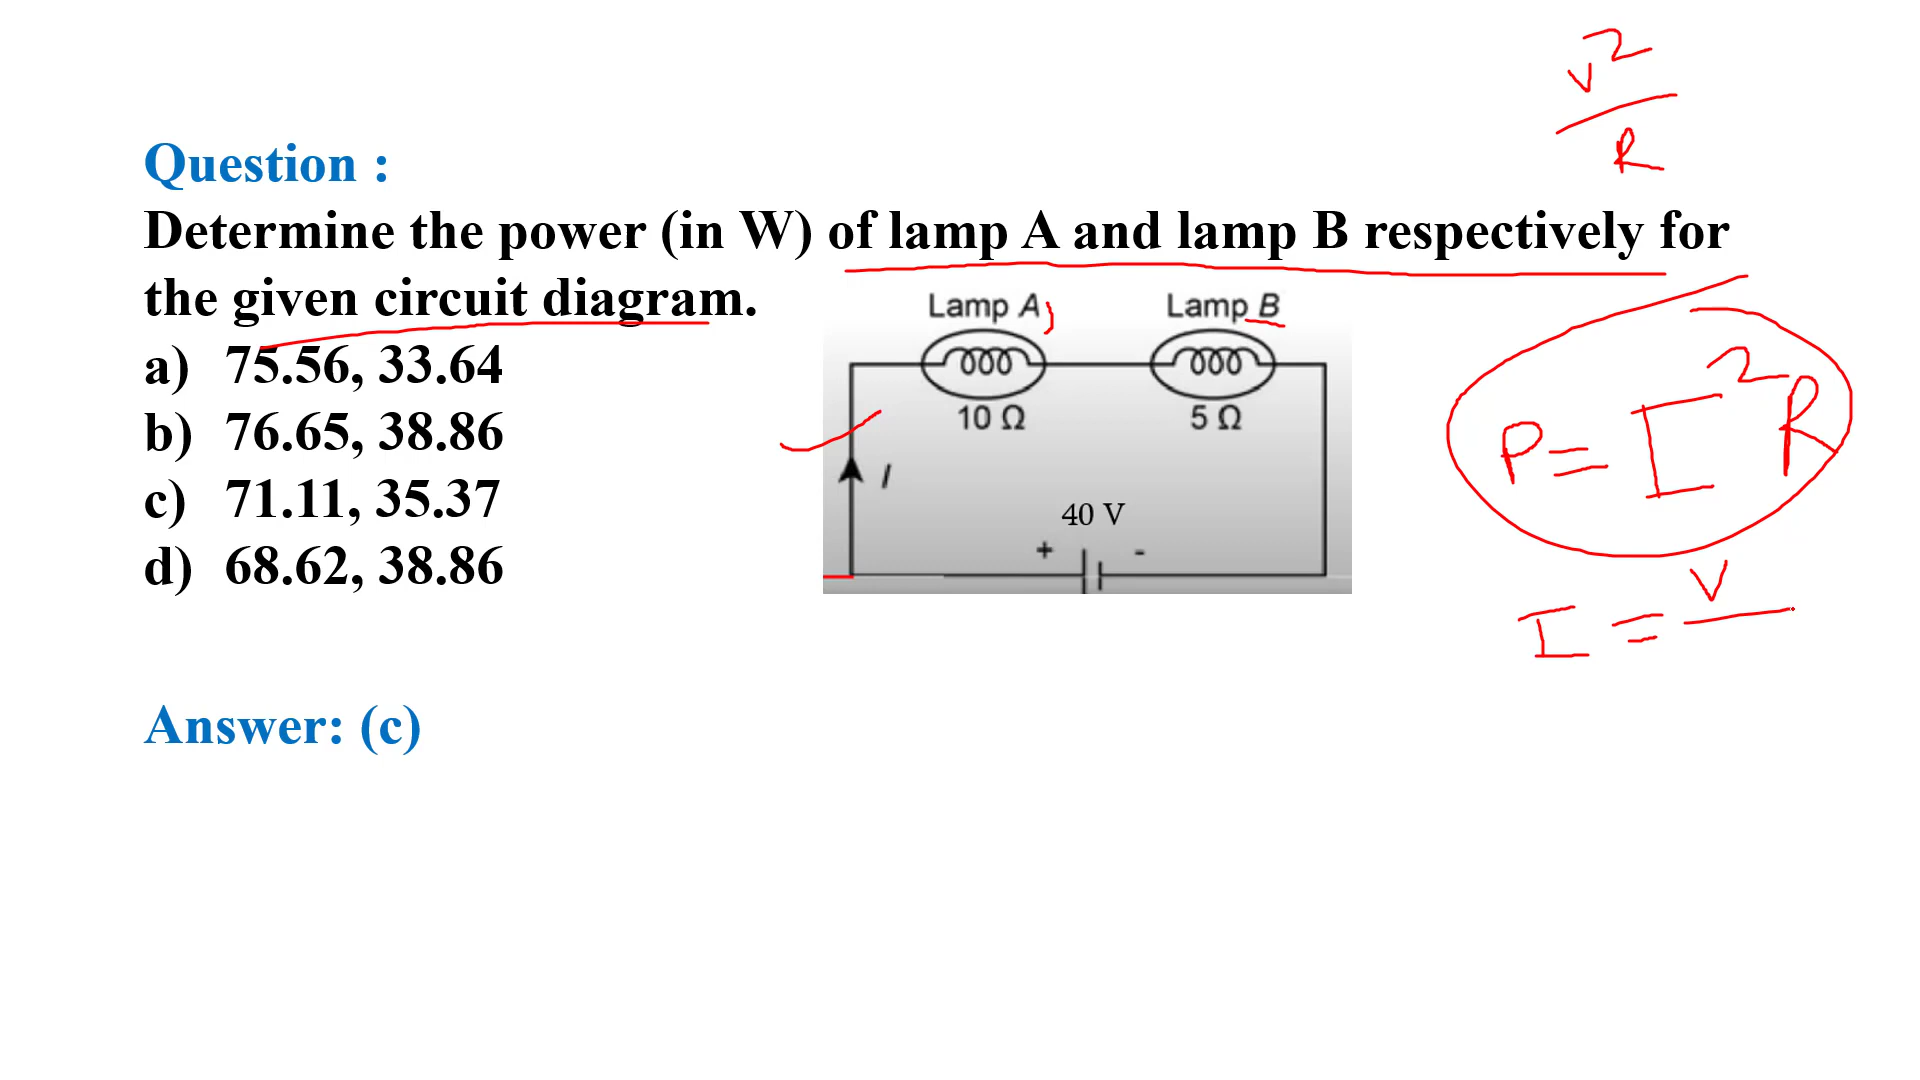 V²
R
Question :
Determine the power (in W) of lamp A and lamp B respectively for
the given circuit diagram.
Lamp A
Lamp B
a) 75.56, 33.64
10 Ω
5 Ω
b) 76.65, 38.86
P = I²R
I
c) 71.11, 35.37
40 V
+ -
d) 68.62, 38.86
I = V
Answer: (c)